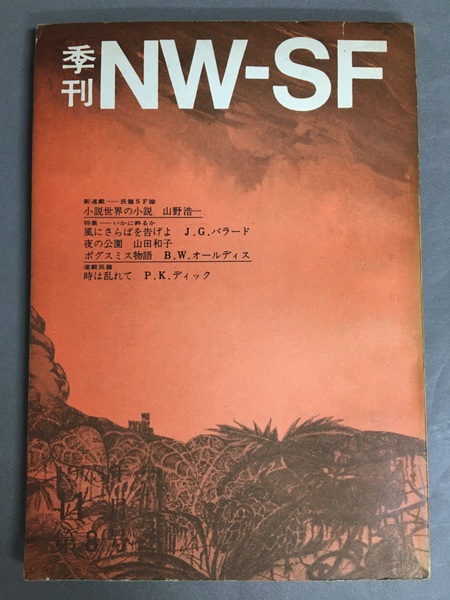 季刊 NW-SF
新連載──長篇SF論
小説世界の小説 山野浩一
特集──いかに終るか
風にさらばを告げよ J.G.バラード
夜の公園 山田和子
ボグスミス物語 B.W.オールディス
連載長篇
時は乱れて P.K.ディック
第8号